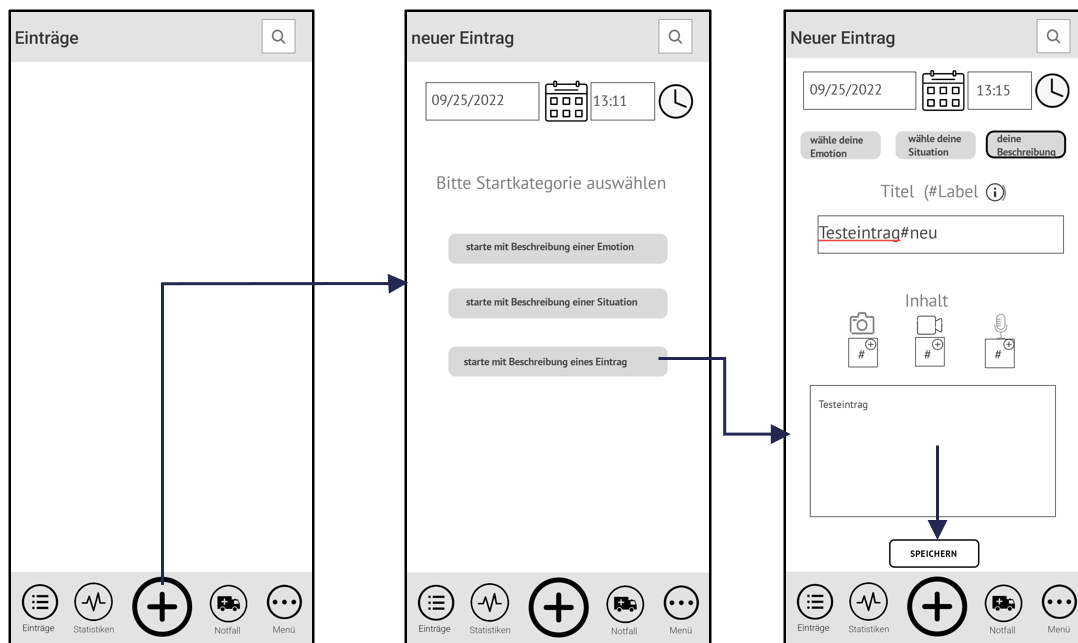 Einträge
Einträge
Statistiken
Notfall
Menü
neuer Eintrag
09/25/2022
13:11
Bitte Startkategorie auswählen
starte mit Beschreibung einer Emotion
starte mit Beschreibung einer Situation
starte mit Beschreibung eines Eintrag
Einträge
Statistiken
Notfall
Menü
Neuer Eintrag
09/25/2022
13:15
wähle deine
Emotion
wähle deine
Situation
deine
Beschreibung
Titel (#Label i)
Testeintrag#neu
Inhalt
#
#
#
Testeintrag
SPEICHERN
Einträge
Statistiken
Notfall
Menü